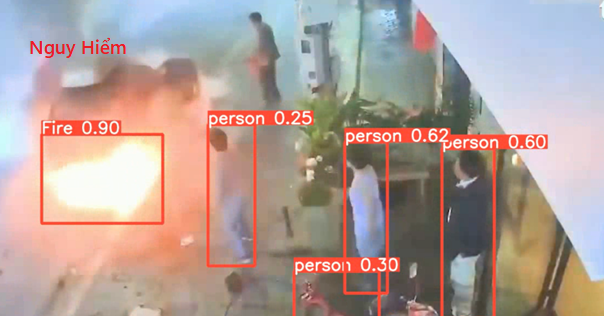 Nguy Hiểm
Fire 0.90
person 0.25
person 0.62
person 0.60
person 0.30